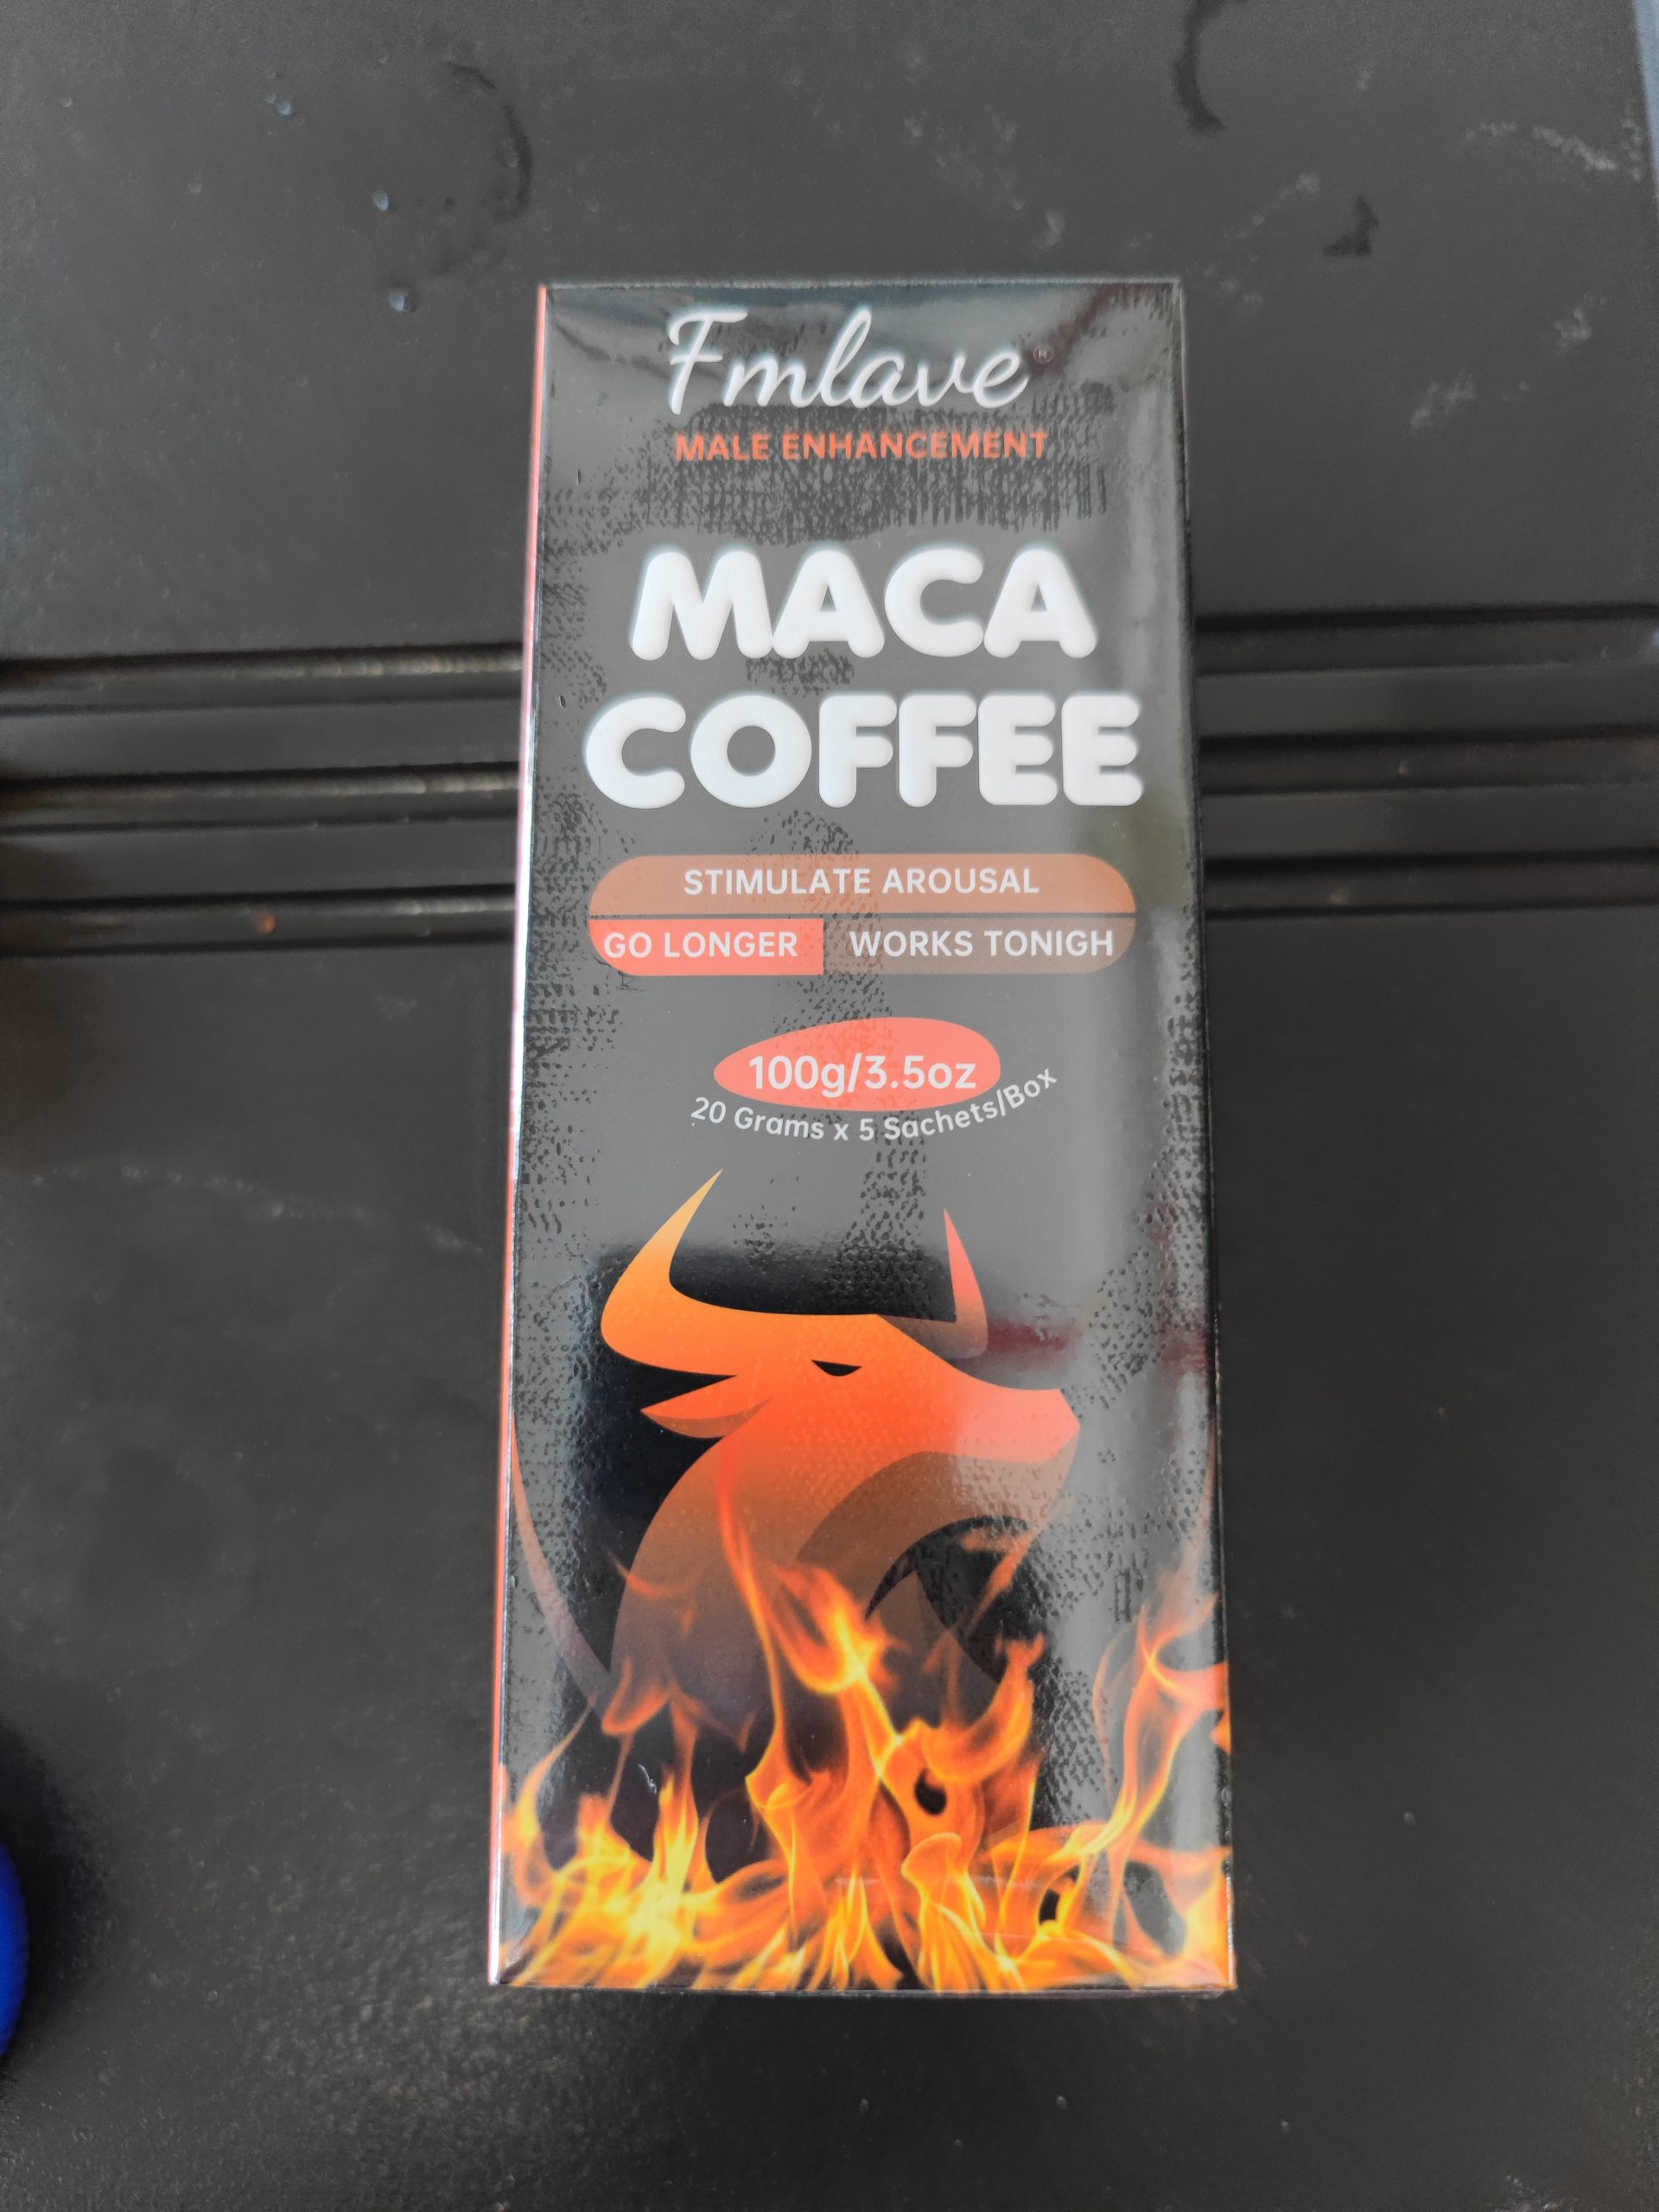 Fmlave®
MALE ENHANCEMENT
MACA
COFFEE
STIMULATE AROUSAL
GO LONGER WORKS TONIGH
100g/3.5oz
20 Grams x 5 Sachets/Box